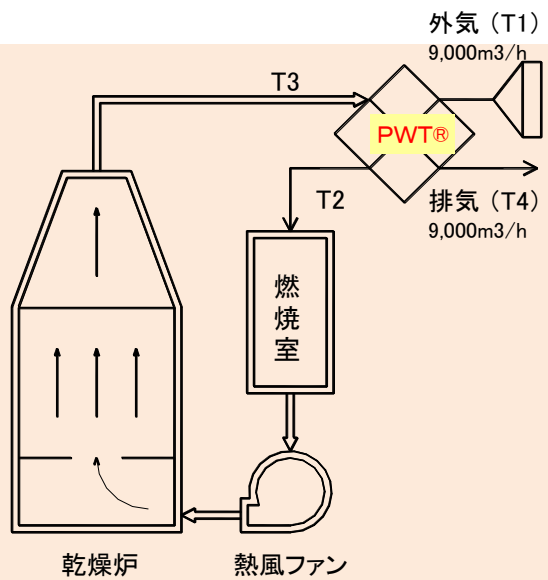 外気（T1）
9,000m3/h
T3
PWT®
T2
排気（T4）
9,000m3/h
燃
焼
室
乾燥炉
熱風ファン